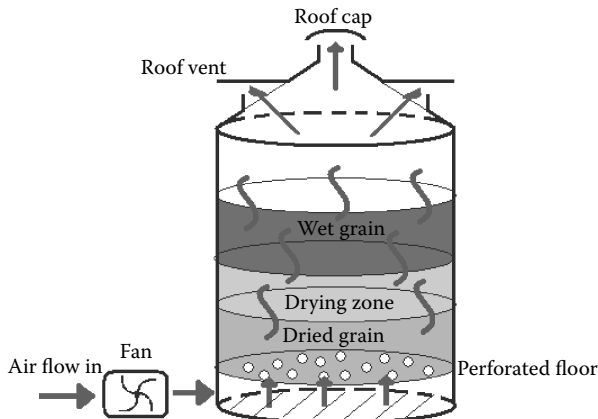 Roof cap
Roof vent
Wet grain
Drying zone
Dried grain
Fan
Air flow in
Perforated floor